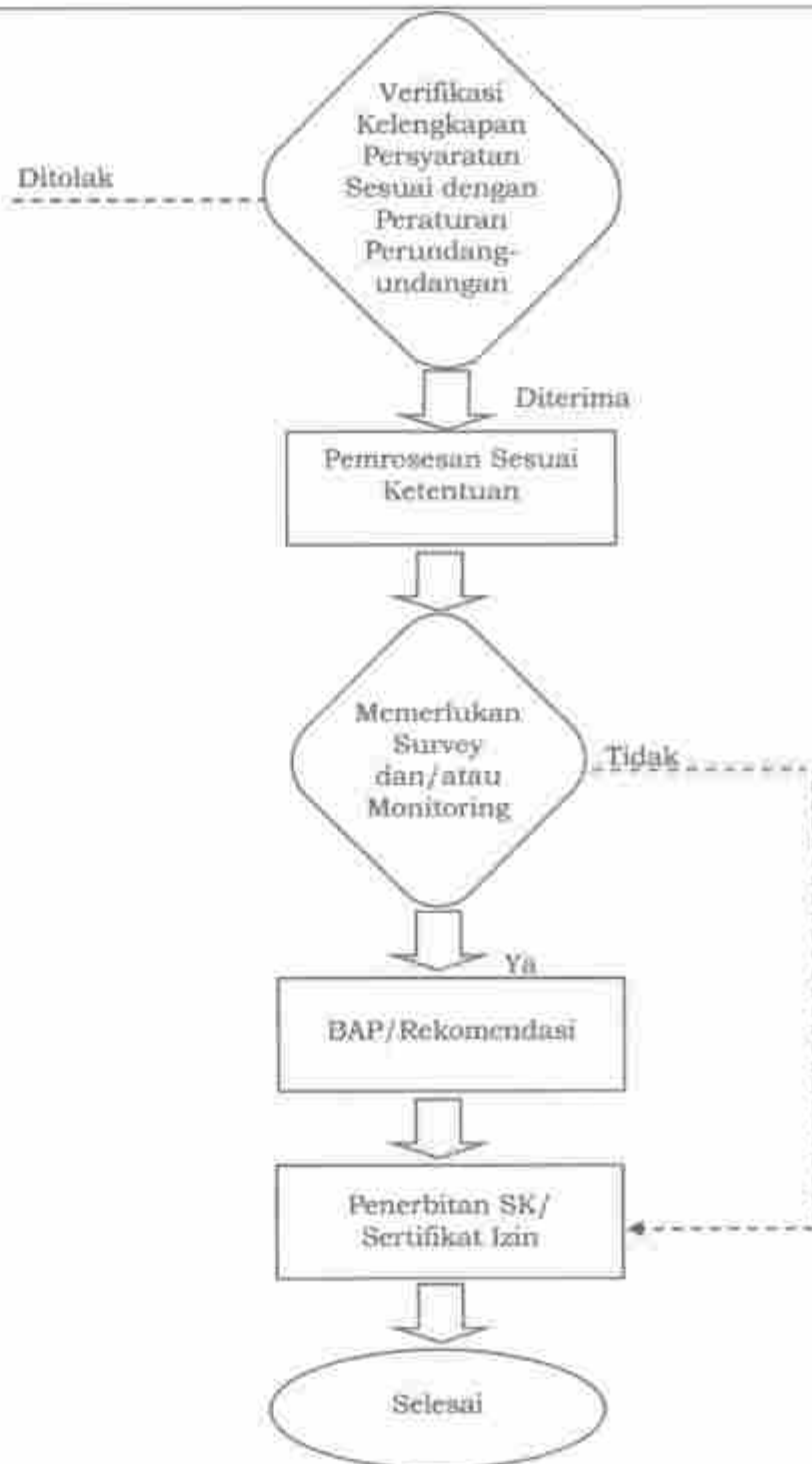 Verifikasi
Kelengkapan
Persyaratan
Sesuai dengan
Peraturan
Perundang-
undangan
Ditolak
Diterima
Pemrosesan Sesuai
Ketentuan
Memerlukan
Survey
dan/atau
Monitoring
Tidak
Ya
BAP/Rekomendasi
Penerbitan SK/
Sertifikat Izin
Selesai